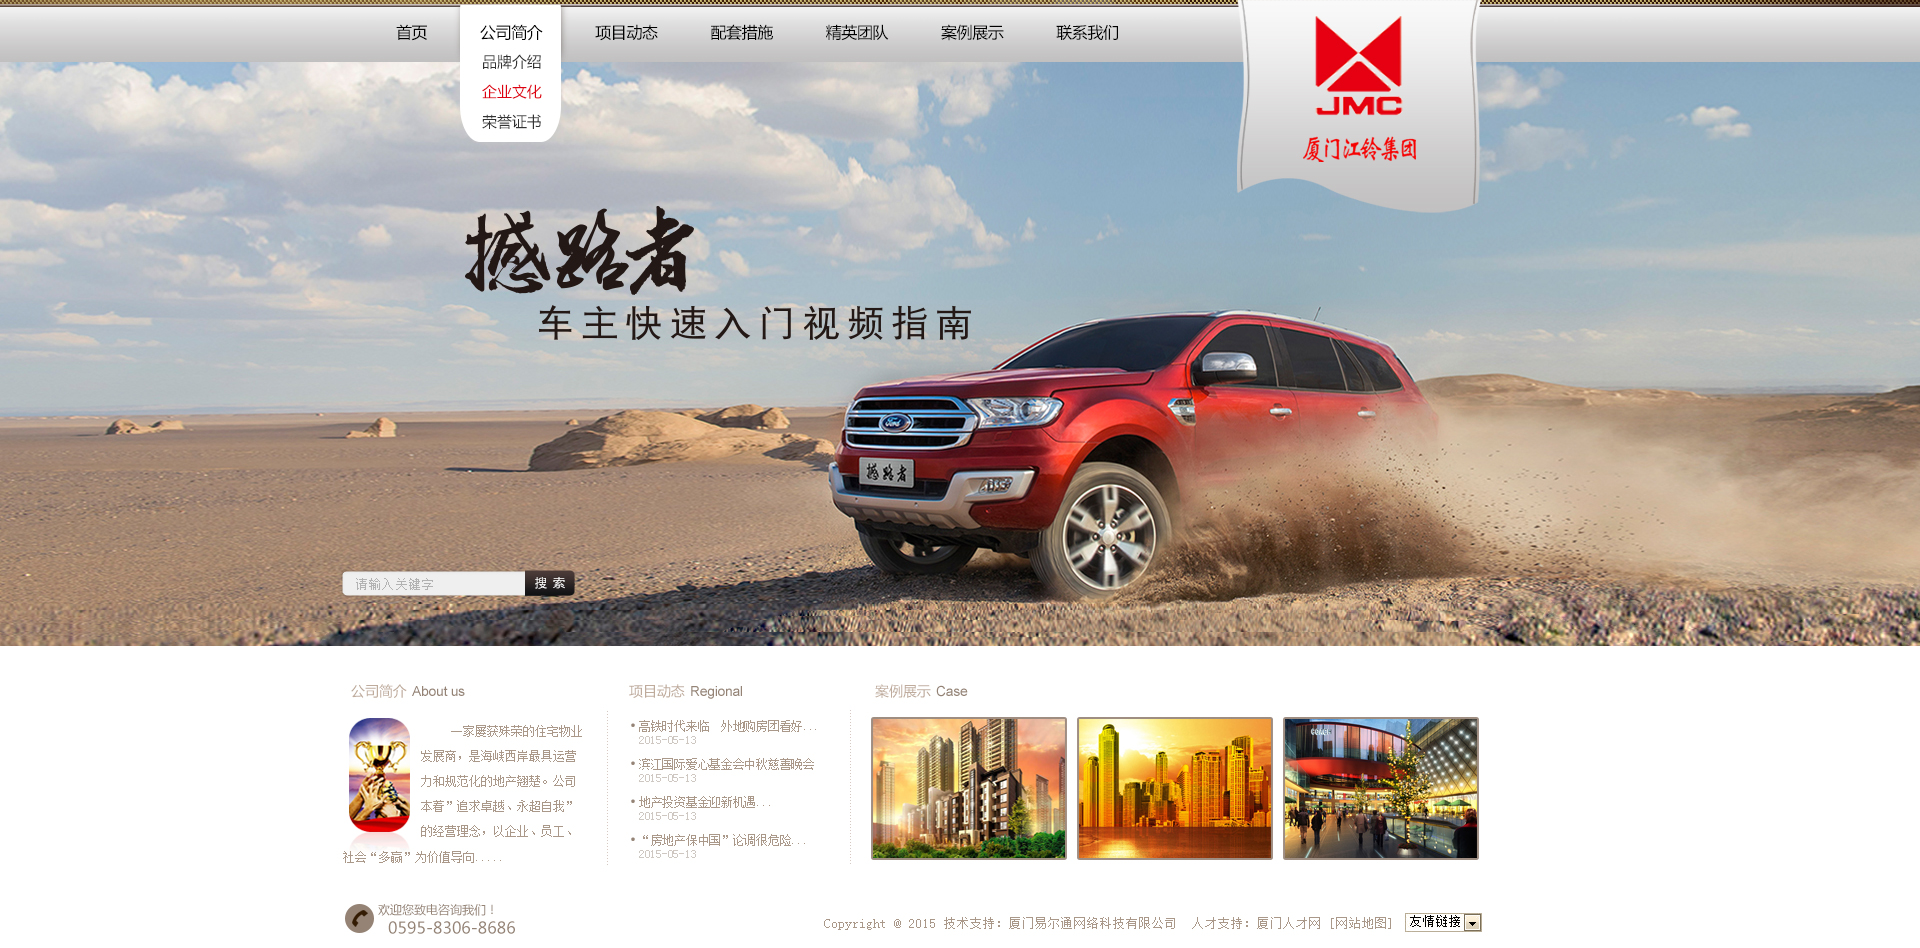 首页
公司简介
项目动态
配套措施
精英团队
案例展示
联系我们
品牌介绍
企业文化
荣誉证书
JMC
厦门江铃集团
撼路者
车主快速入门视频指南
Ford
撼路者
请输入关键字
搜 索
公司简介 About us
一家屡获殊荣的住宅物业
发展商，是海峡西岸最具运营
力和规范化的地产翘楚。公司
本着”追求卓越、永超自我”
的经营理念，以企业、员工、
社会“多赢”为价值导向.....
项目动态 Regional
• 高铁时代来临　外地购房团看好...
2015-05-13
• 滨江国际爱心基金会中秋慈善晚会
2015-05-13
• 地产投资基金迎新机遇...
2015-05-13
• “房地产保中国”论调很危险...
2015-05-13
案例展示 Case
COACH
欢迎您致电咨询我们！
0595-8306-8686
Copyright @ 2015 技术支持：厦门易尔通网络科技有限公司　人才支持：厦门人才网 [网站地图]
友情链接